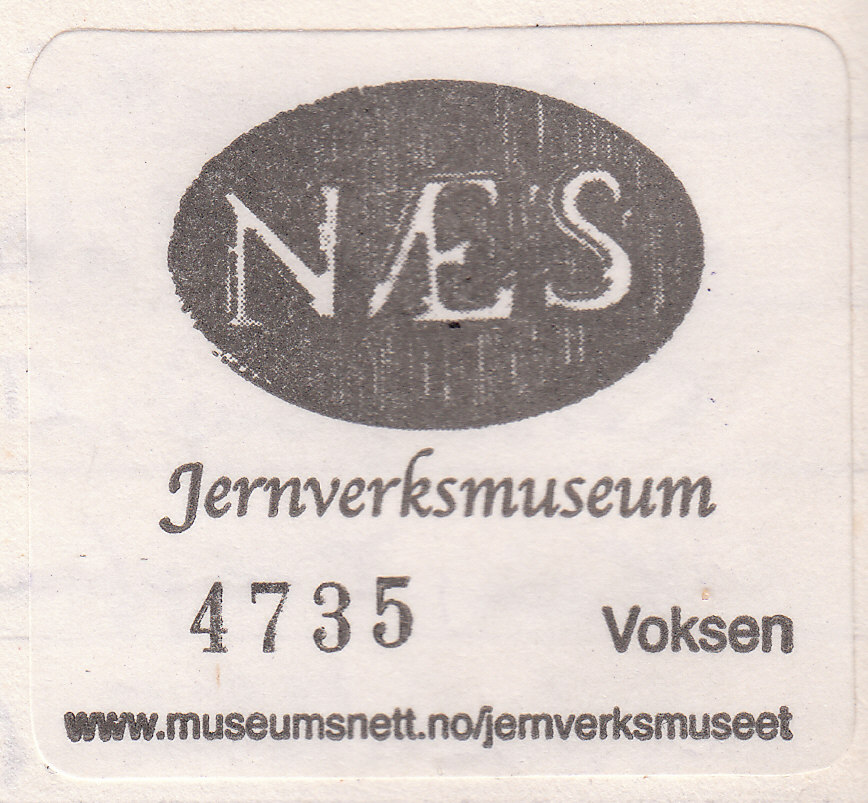 NÆS
Jernverksmuseum
4735 Voksen
www.museumsnett.no/jernverksmuseet